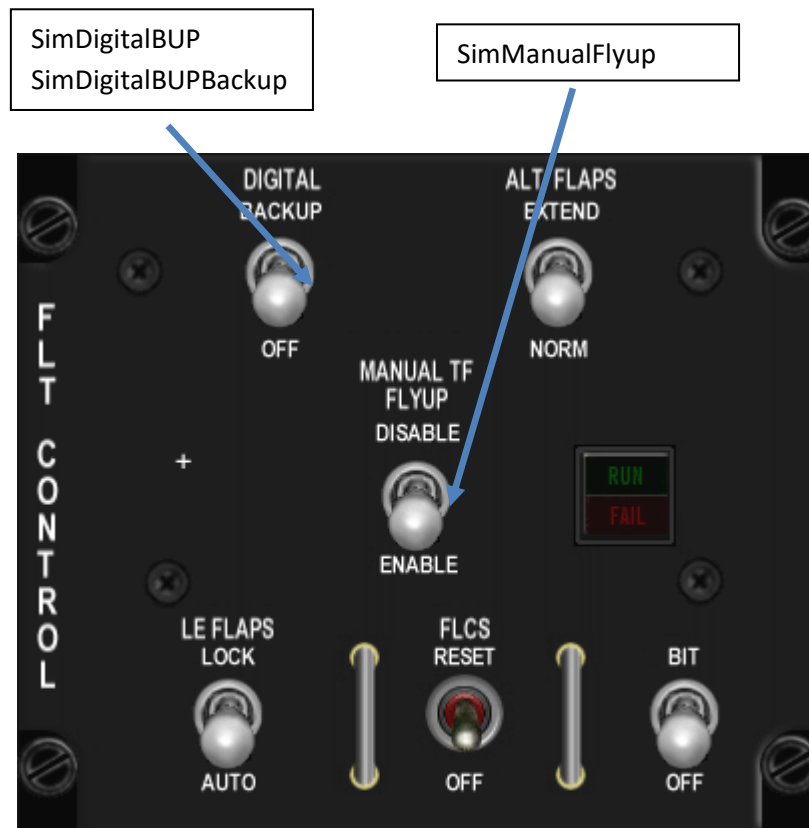 SimDigitalBUP
SimDigitalBUPBackup
SimManualFlyup
DIGITAL
BACKUP
OFF
ALT FLAPS
EXTEND
NORM
MANUAL TF
FLYUP
DISABLE
ENABLE
RUN
FAIL
FLT CONTROL
LE FLAPS
LOCK
AUTO
FLCS
RESET
OFF
BIT
OFF